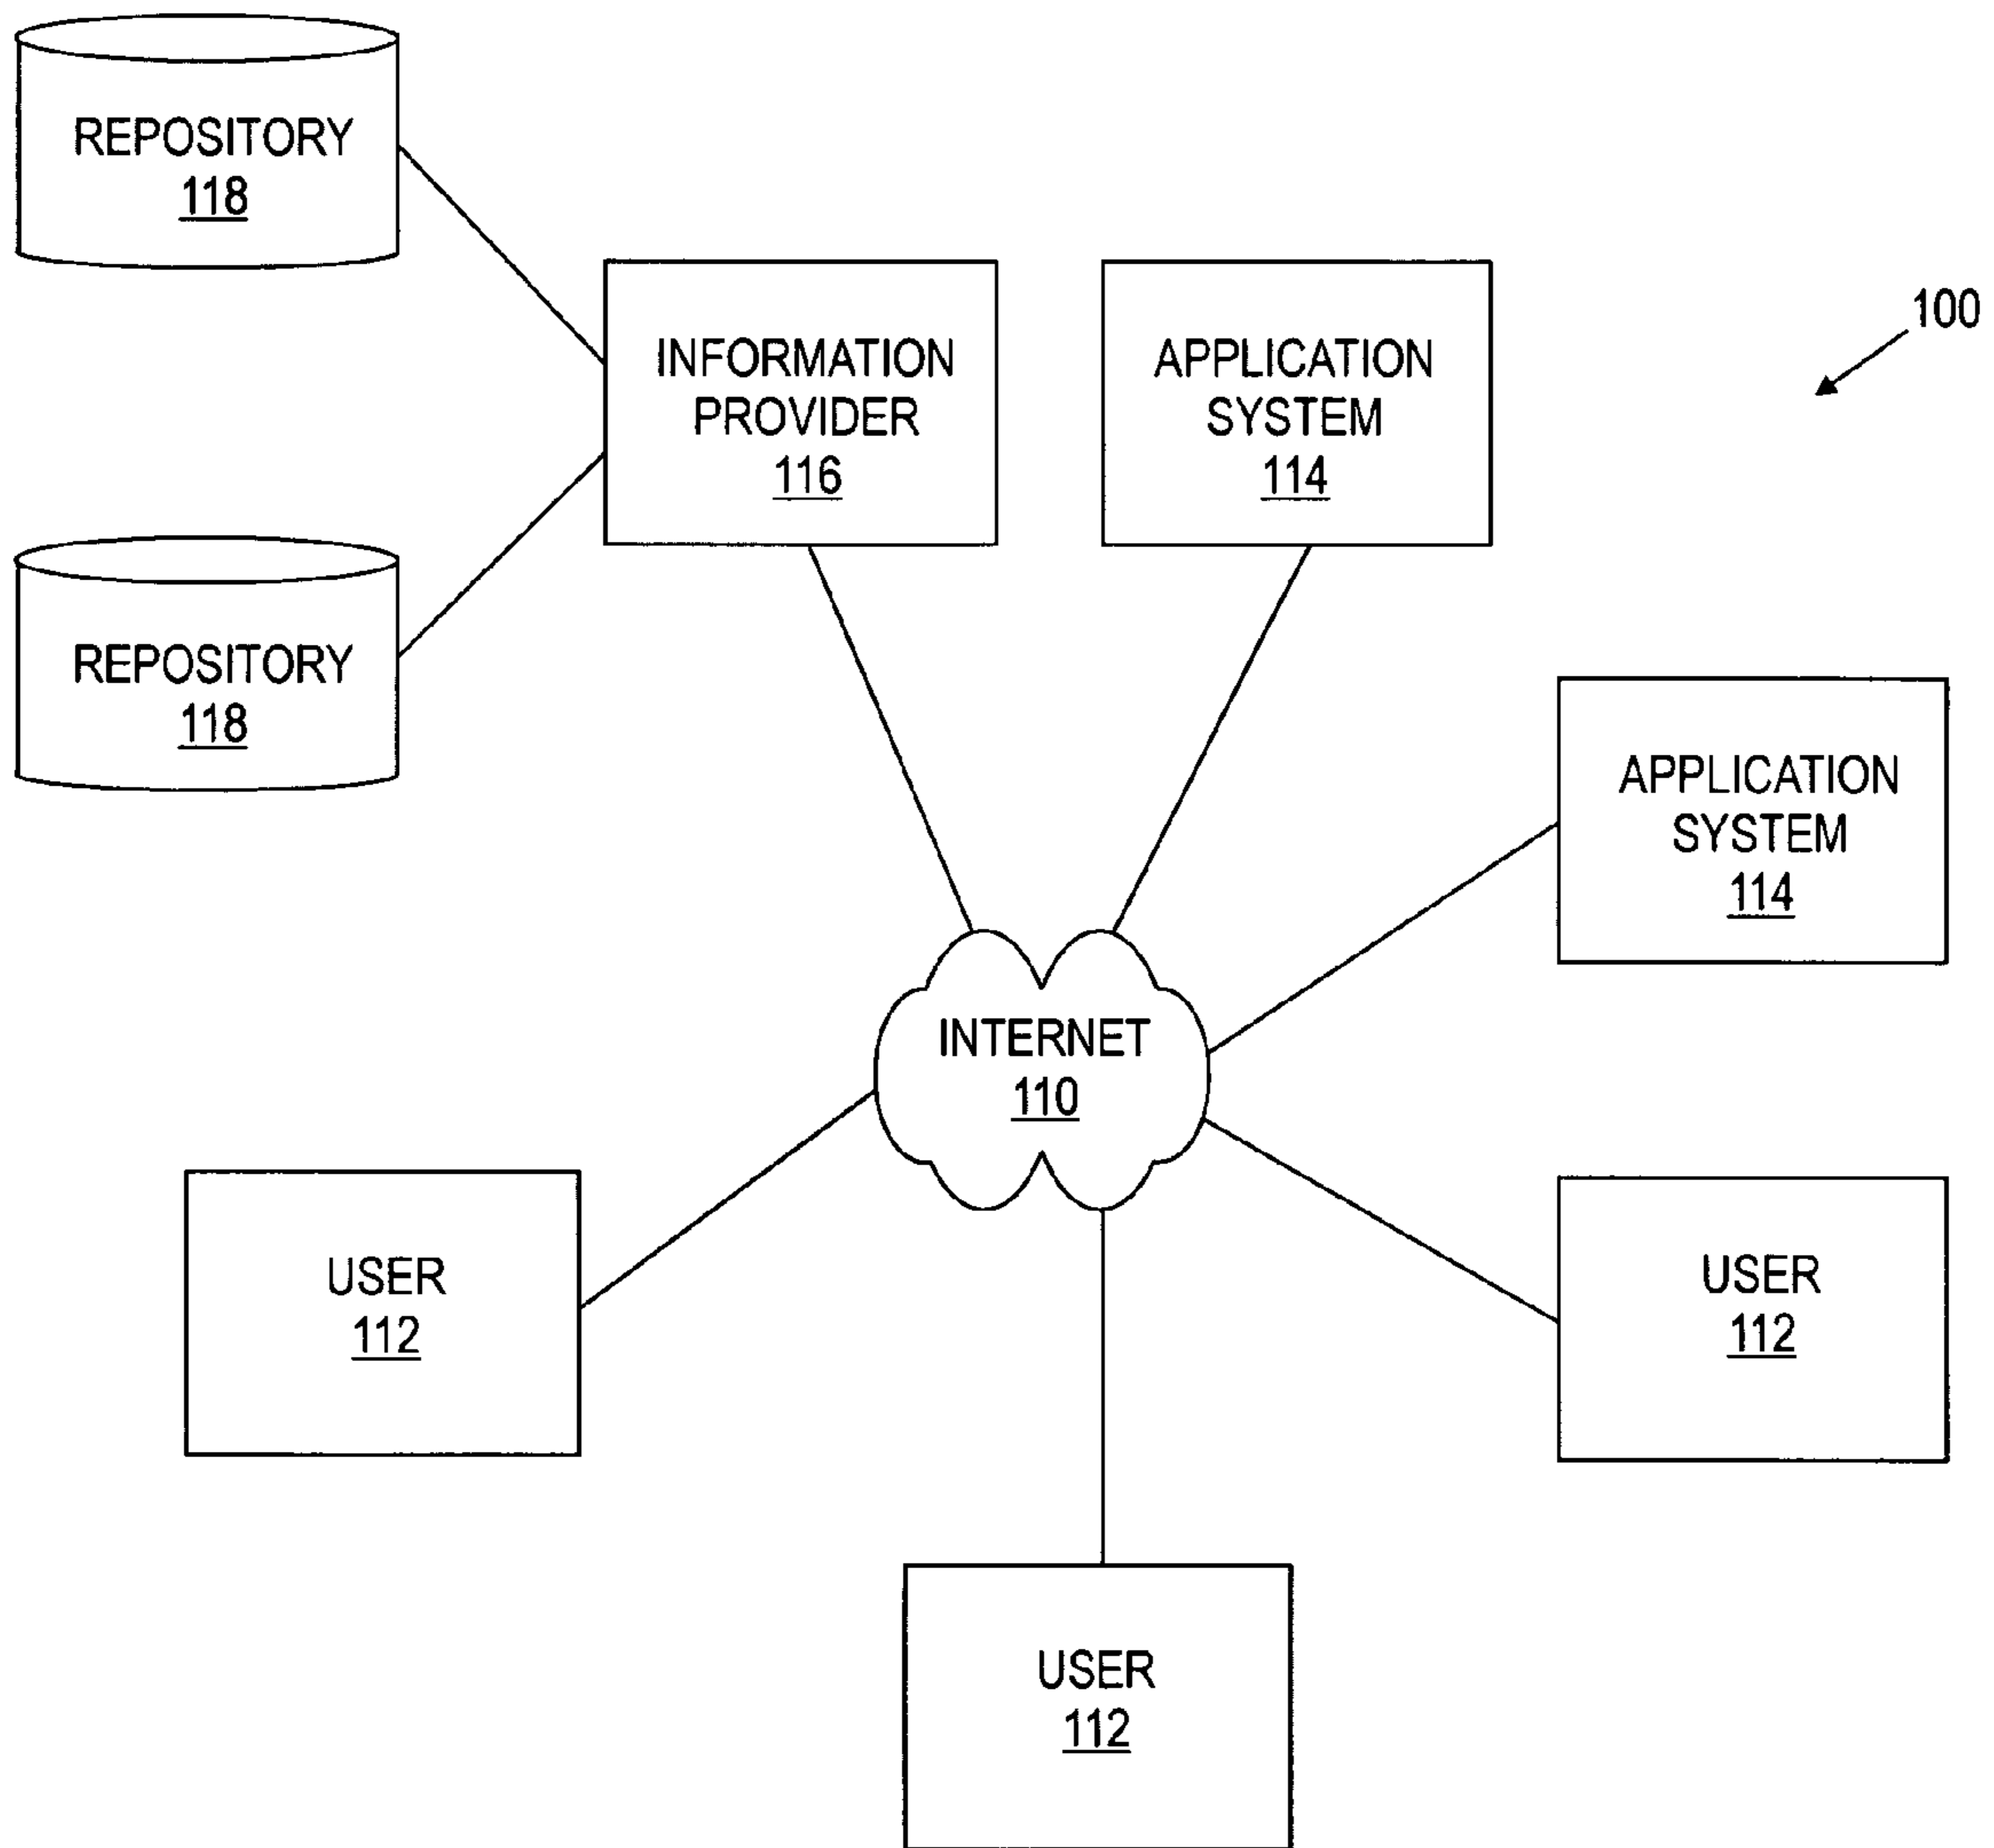 REPOSITORY
118
INFORMATION
PROVIDER
116
APPLICATION
SYSTEM
114
100
REPOSITORY
118
APPLICATION
SYSTEM
114
INTERNET
110
USER
112
USER
112
USER
112